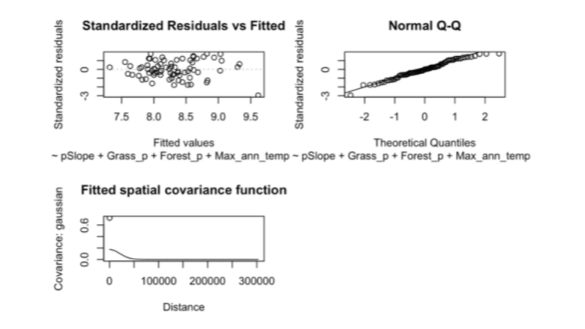 Standardized Residuals vs Fitted
Standardized residuals
0
-3
7.5 8.0 8.5 9.0 9.5
Fitted values
~ pSlope + Grass_p + Forest_p + Max_ann_temp
Normal Q-Q
Standardized residuals
0
-3
-2 -1 0 1 2
Theoretical Quantiles
~ pSlope + Grass_p + Forest_p + Max_ann_temp
Fitted spatial covariance function
Covariance: gaussian
0.6
0.0
0 100000 200000 300000
Distance